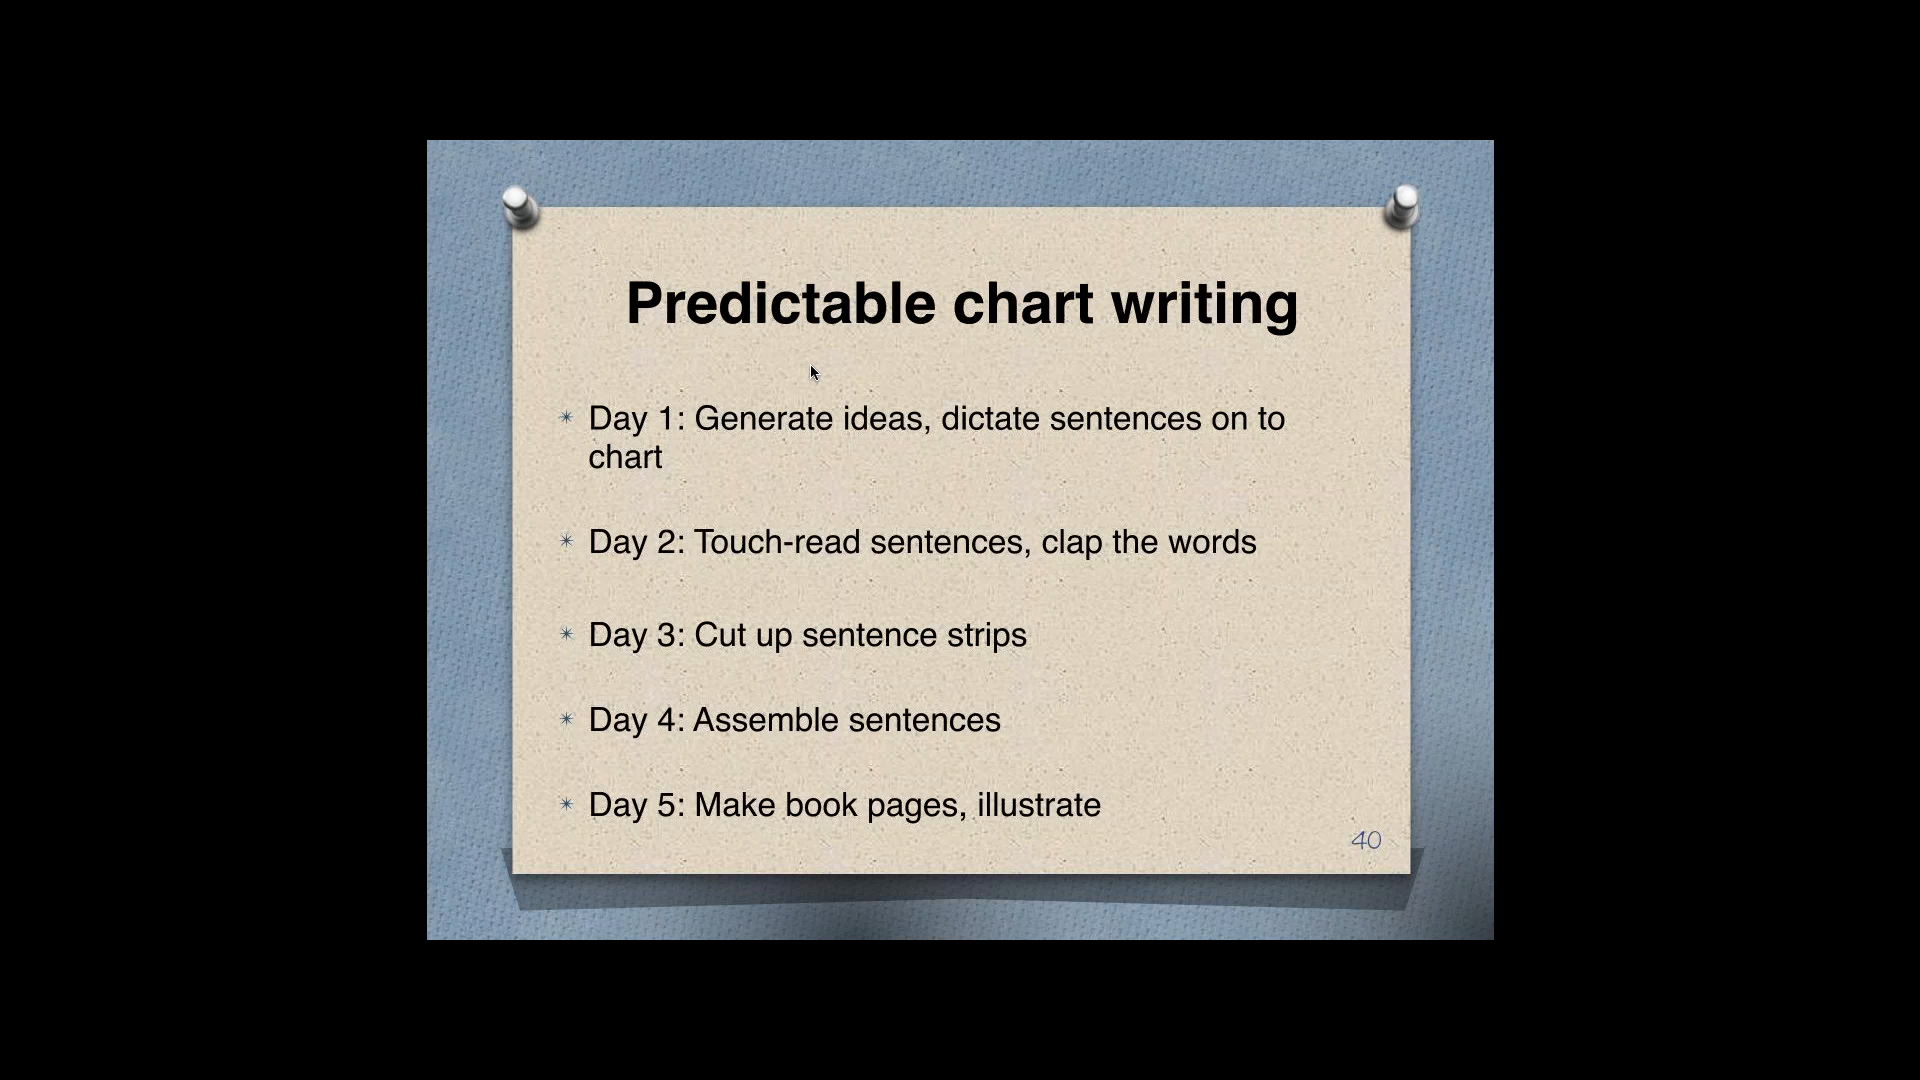 Predictable chart writing
Day 1: Generate ideas, dictate sentences on to
chart
Day 2: Touch-read sentences, clap the words
Day 3: Cut up sentence strips
Day 4: Assemble sentences
Day 5: Make book pages, illustrate
40